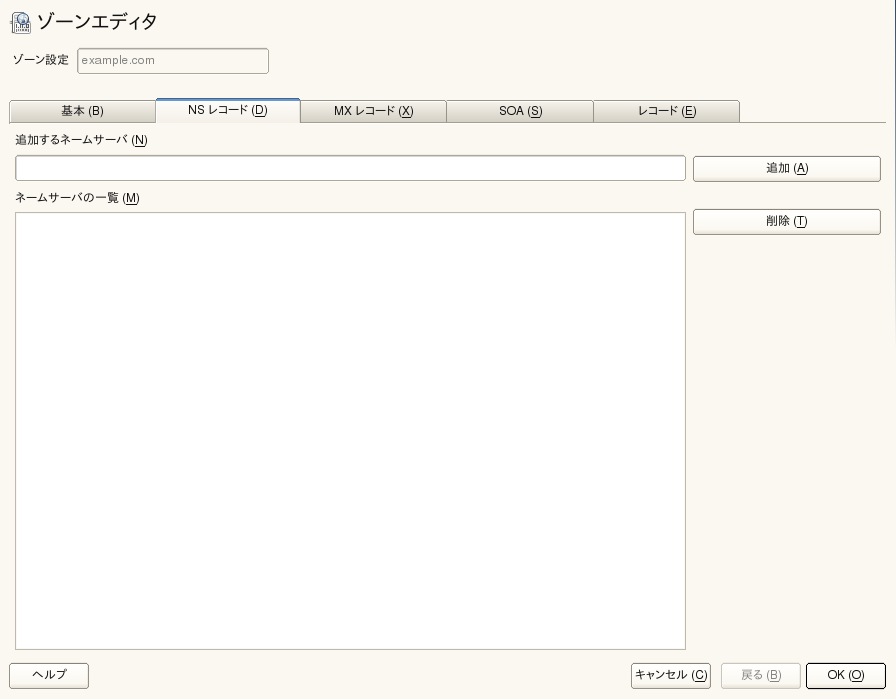 ゾーンエディタ
ゾーン設定 example.com
基本 (B) NS レコード (D) MX レコード (X) SOA (S) レコード (E)
追加するネームサーバ (N)
追加 (A)
ネームサーバの一覧 (M)
削除 (T)
ヘルプ キャンセル (C) 戻る (B) OK (O)